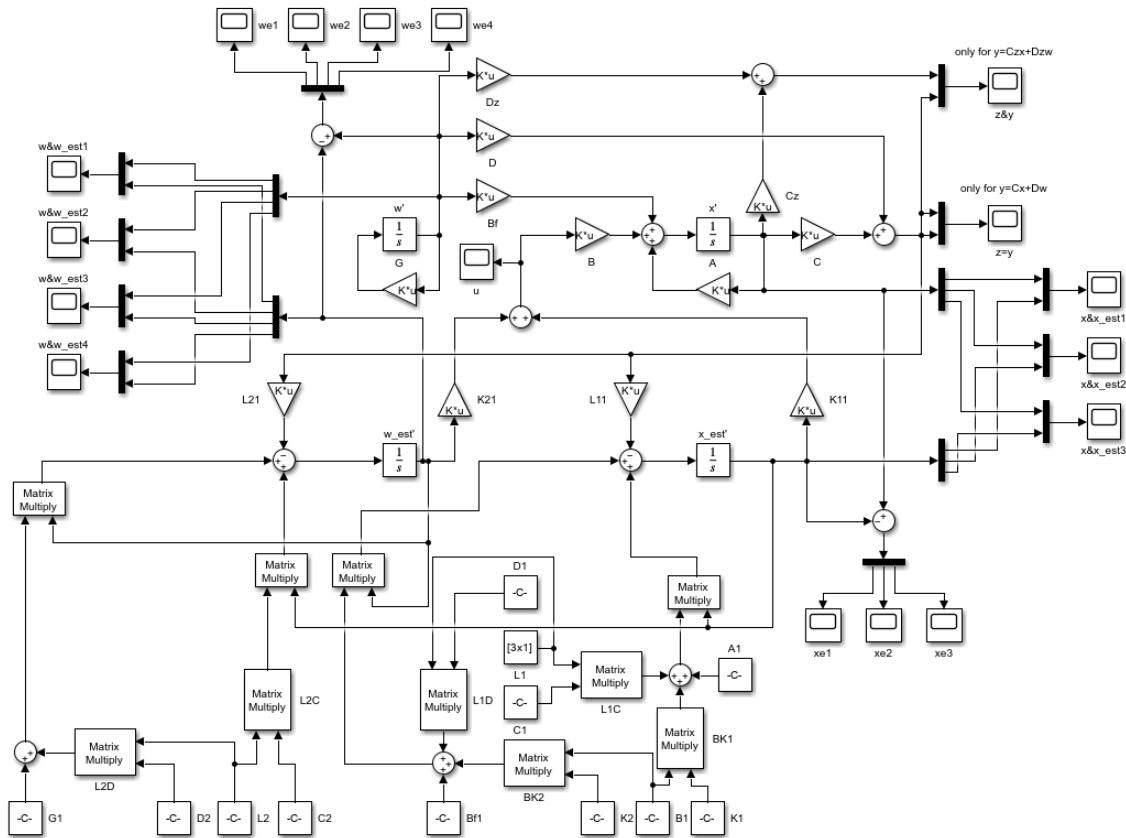 we1
we2
we3
we4
only for y=Czx+Dzw
K*u
Dz
+
+
z&y
-
+
K*u
D
w&w_est1
K*u
Bf
K*u
Cz
only for y=Cx+Dw
w&w_est2
w'
1
s
G
K*u
B
+
+
+
x'
1
s
A
K*u
C
+
+
z=y
u
K*u
K*u
w&w_est3
+ +
x&x_est1
w&w_est4
K*u
L21
K*u
K21
K*u
L11
K*u
K11
x&x_est2
w_est'
1
s
x_est'
1
s
+
-
+
+
-
+
x&x_est3
Matrix
Multiply
+
-
Matrix
Multiply
Matrix
Multiply
D1
-C-
Matrix
Multiply
xe1
xe2
xe3
[3x1]
L1
A1
-C-
Matrix
Multiply
L2C
Matrix
Multiply
L1D
-C-
C1
Matrix
Multiply
L1C
+
+
+
Matrix
Multiply
BK1
+
+
Matrix
Multiply
L2D
+
+
+
Matrix
Multiply
BK2
-C-
G1
-C-
D2
-C-
L2
-C-
C2
-C-
Bf1
-C-
K2
-C-
B1
-C-
K1